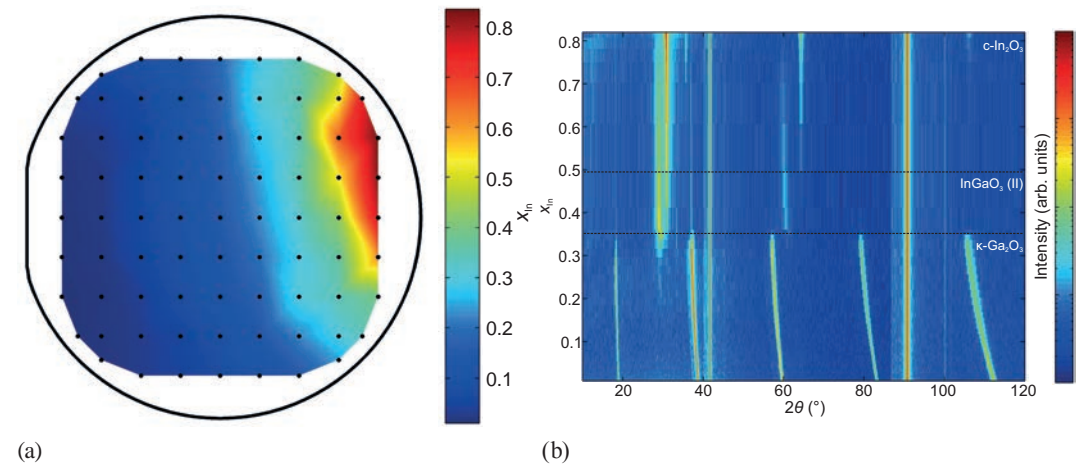 0.8
0.7
0.6
0.5
0.4
0.3
0.2
0.1
x_In
(a)
0.8
0.7
0.6
0.5
0.4
0.3
0.2
0.1
x_In
c-In₂O₃
InGaO₃ (II)
κ-Ga₂O₃
20
40
60
80
100
120
2θ (°)
Intensity (arb. units)
(b)